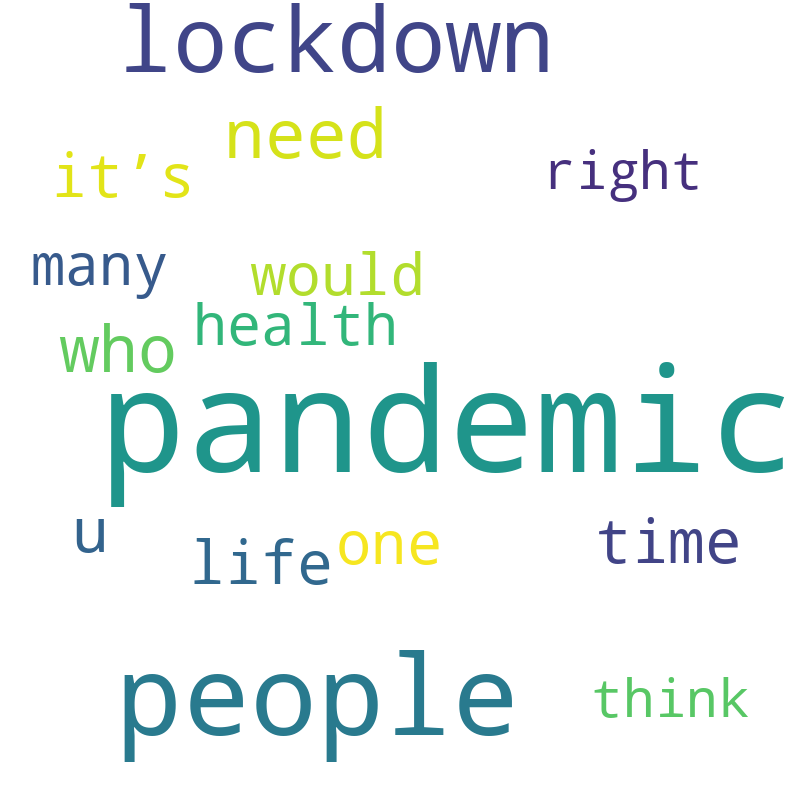 lockdown
need
it’s
right
many
would
health
who
pandemic
u
life
one
time
people
think